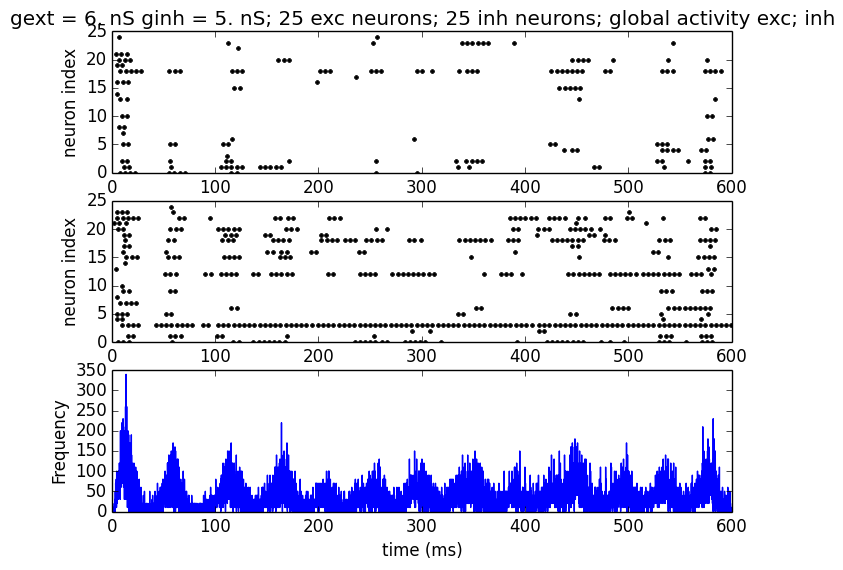 gext = 6. nS ginh = 5. nS; 25 exc neurons; 25 inh neurons; global activity exc; inh
25
20
15
10
5
0
neuron index
0 100 200 300 400 500 600
25
20
15
10
5
0
neuron index
0 100 200 300 400 500 600
350
300
250
200
150
100
50
0
Frequency
0 100 200 300 400 500 600
time (ms)